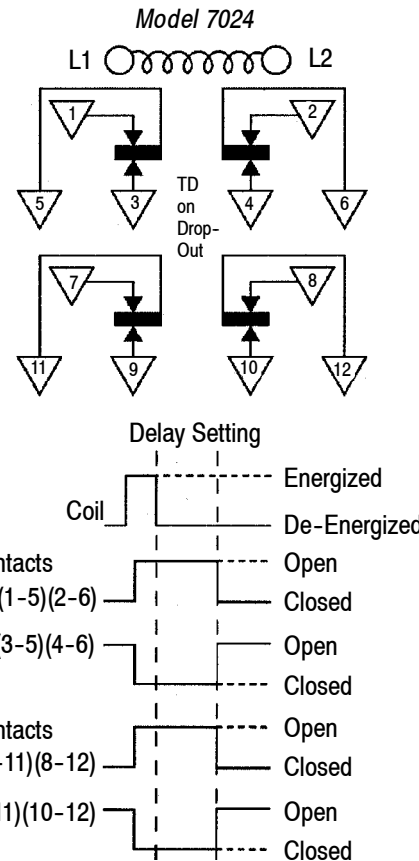 Model 7024
L1 L2
1 2
5 3 4 6
TD
on
Drop-
Out
7 8
11 9 10 12
Delay Setting
Energized
Coil
De-Energized
ntacts
Open
(1-5)(2-6)
Closed
(3-5)(4-6)
Open
Closed
ntacts
Open
-11)(8-12)
Closed
11)(10-12)
Open
Closed